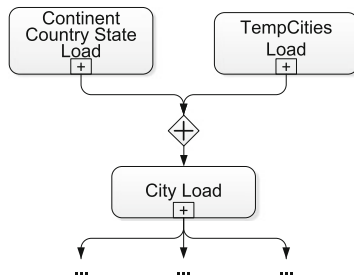 Continent
Country State
Load
TempCities
Load
City Load